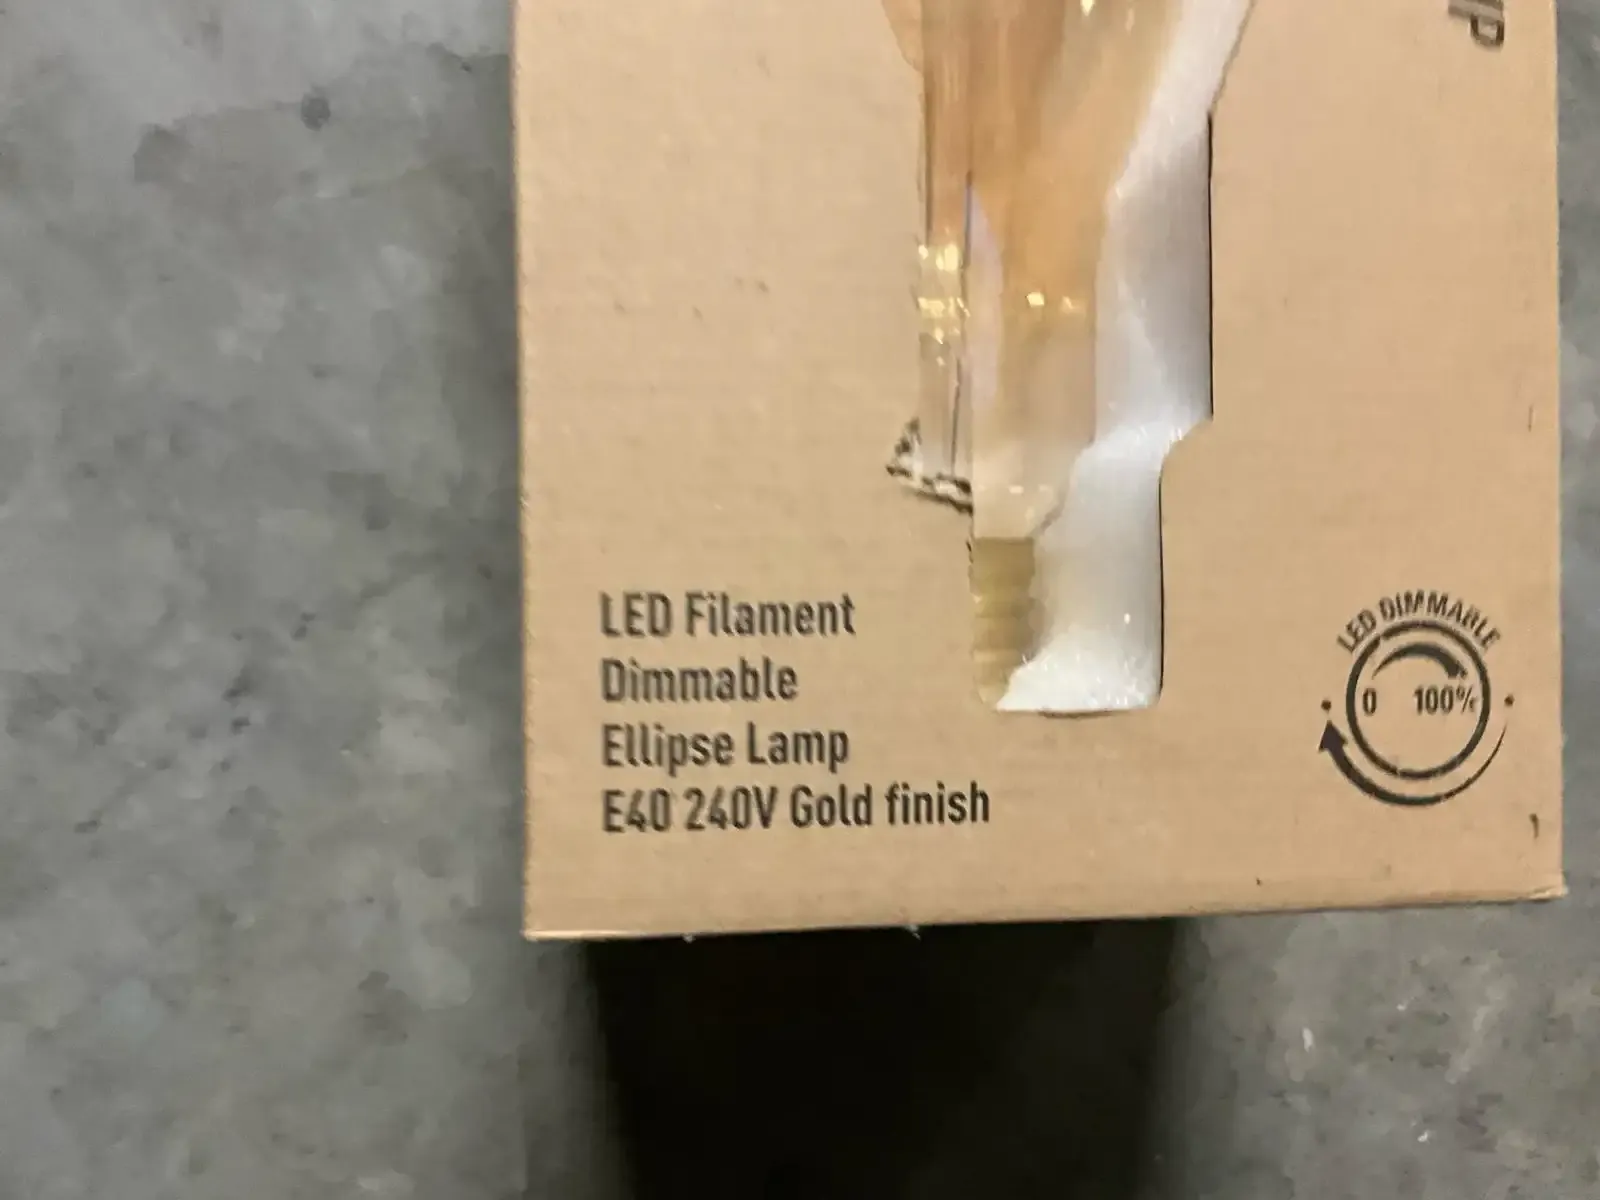 LED Filament
Dimmable
Ellipse Lamp
E40 240V Gold finish
LED DIMMABLE
0 100%